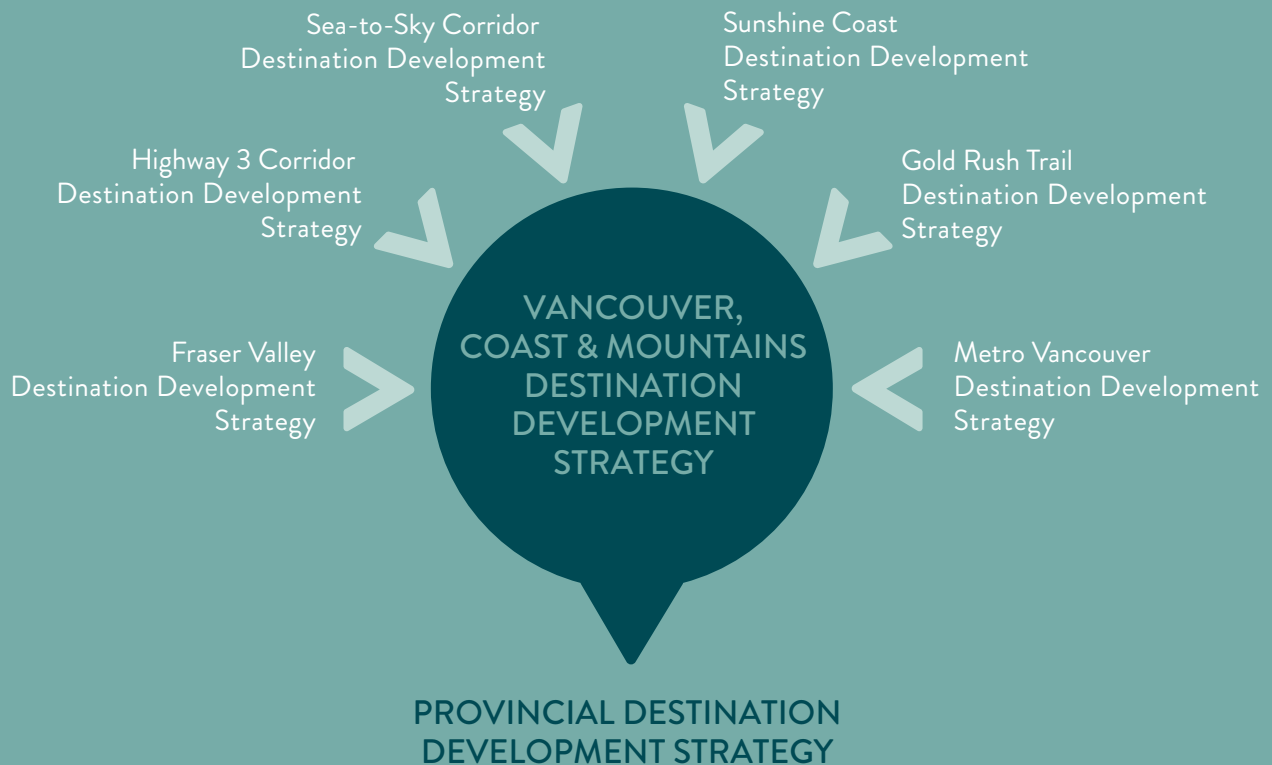 Sea-to-Sky Corridor
Destination Development
Strategy
Sunshine Coast
Destination Development
Strategy
Highway 3 Corridor
Destination Development
Strategy
Gold Rush Trail
Destination Development
Strategy
Fraser Valley
Destination Development
Strategy
VANCOUVER,
COAST & MOUNTAINS
DESTINATION
DEVELOPMENT
STRATEGY
Metro Vancouver
Destination Development
Strategy
PROVINCIAL DESTINATION
DEVELOPMENT STRATEGY